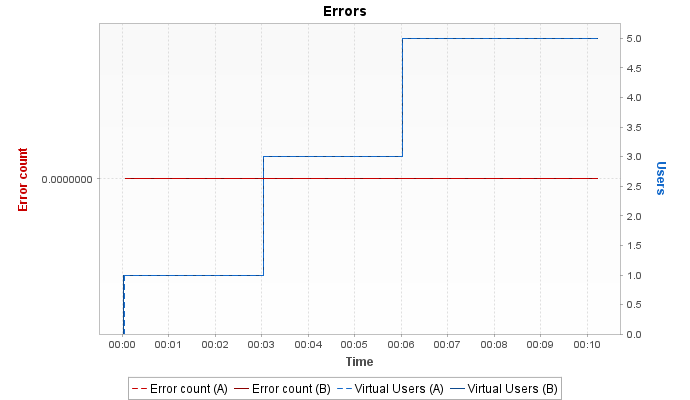 Errors
Error count
0.0000000
5.0
4.5
4.0
3.5
3.0
2.5
2.0
1.5
1.0
0.5
0.0
Users
00:00 00:01 00:02 00:03 00:04 00:05 00:06 00:07 00:08 00:09 00:10
Time
Error count (A) Error count (B) Virtual Users (A) Virtual Users (B)